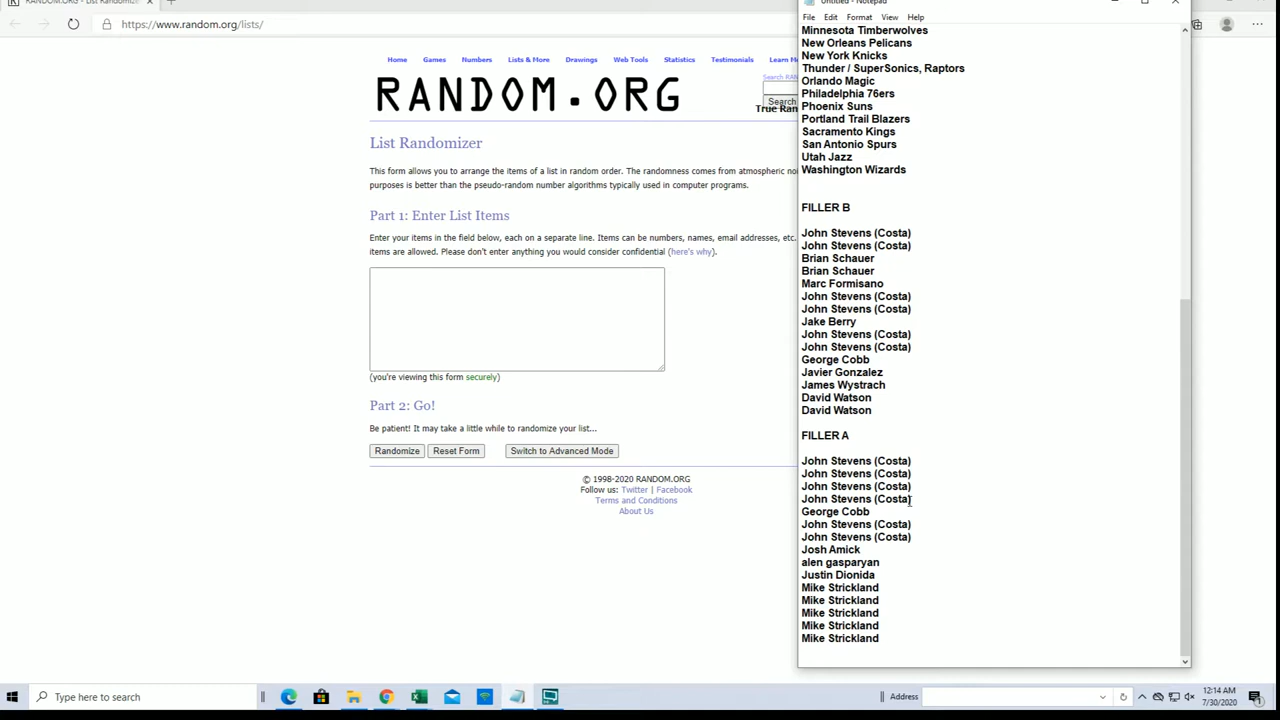 RANDOM.ORG - List Randomiz
Untitled - Notepad
https://www.random.org/lists/
File Edit Format View Help
Home Games Numbers Lists & More Drawings Web Tools Statistics Testimonials Learn M
Search RAN
RANDOM.ORG
Search
True Ran
List Randomizer
This form allows you to arrange the items of a list in random order. The randomness comes from atmospheric no
purposes is better than the pseudo-random number algorithms typically used in computer programs.
Part 1: Enter List Items
Enter your items in the field below, each on a separate line. Items can be numbers, names, email addresses, etc.
items are allowed. Please don't enter anything you would consider confidential (here's why).
(you're viewing this form securely)
Part 2: Go!
Be patient! It may take a little while to randomize your list...
Randomize Reset Form Switch to Advanced Mode
© 1998-2020 RANDOM.ORG
Follow us: Twitter | Facebook
Terms and Conditions
About Us
Minnesota Timberwolves
New Orleans Pelicans
New York Knicks
Thunder / SuperSonics, Raptors
Orlando Magic
Philadelphia 76ers
Phoenix Suns
Portland Trail Blazers
Sacramento Kings
San Antonio Spurs
Utah Jazz
Washington Wizards
FILLER B
John Stevens (Costa)
John Stevens (Costa)
Brian Schauer
Brian Schauer
Marc Formisano
John Stevens (Costa)
John Stevens (Costa)
Jake Berry
John Stevens (Costa)
John Stevens (Costa)
George Cobb
Javier Gonzalez
James Wystrach
David Watson
David Watson
FILLER A
John Stevens (Costa)
John Stevens (Costa)
John Stevens (Costa)
John Stevens (Costa)
George Cobb
John Stevens (Costa)
John Stevens (Costa)
Josh Amick
alen gasparyan
Justin Dionida
Mike Strickland
Mike Strickland
Mike Strickland
Mike Strickland
Mike Strickland
Type here to search
Address
12:14 AM
7/30/2020